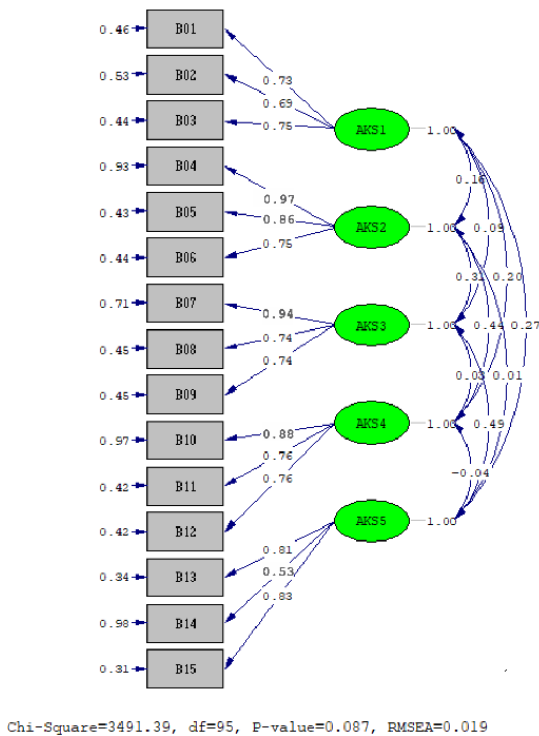 0.46 B01
0.53 B02
0.44 B03
0.93 B04
0.43 B05
0.44 B06
0.71 B07
0.45 B08
0.45 B09
0.97 B10
0.42 B11
0.42 B12
0.34 B13
0.98 B14
0.31 B15
0.73
0.69
0.75
0.97
0.86
0.75
0.94
0.74
0.74
0.88
0.76
0.76
0.81
0.53
0.83
AKS1 1.00
AKS2 1.00
AKS3 1.00
AKS4 1.00
AKS5 1.00
0.16
0.09
0.31 0.20
0.44 0.27
0.03 0.01
0.49
-0.04
Chi-Square=3491.39, df=95, P-value=0.087, RMSEA=0.019